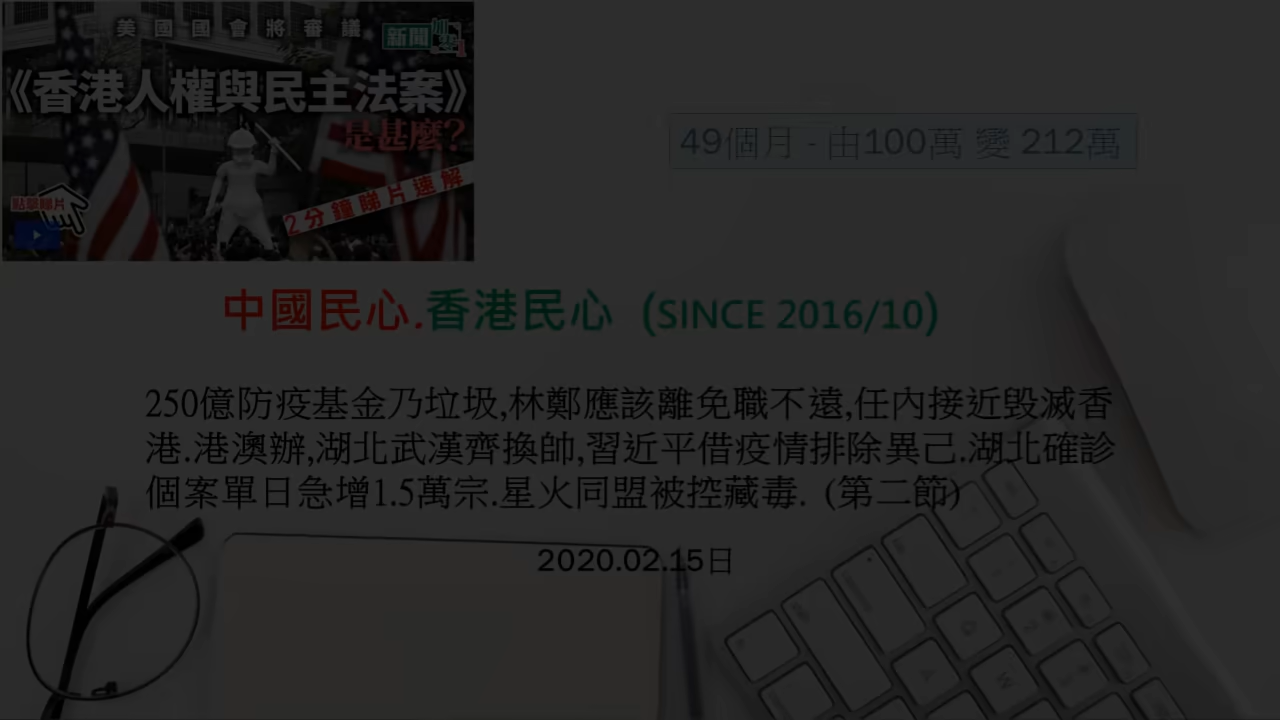 美國國會將審議
新聞
《香港人權與民主法案》
是甚麼?
2分鐘睇片速解
點擊睇片
49個月 - 由100萬 變 212萬
中國民心.香港民心 (SINCE 2016/10)
250億防疫基金乃垃圾,林鄭應該離免職不遠,任內接近毀滅香
港.港澳辦,湖北武漢齊換帥,習近平借疫情排除異己.湖北確診
個案單日急增1.5萬宗.星火同盟被控藏毒. (第二節)
2020.02.15日